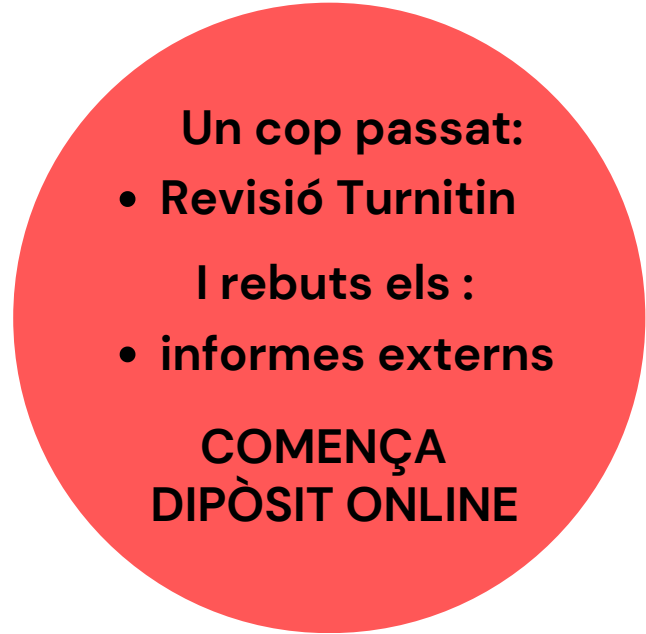 Un cop passat:
• Revisió Turnitin
I rebuts els :
• informes externs
COMENÇA
DIPÒSIT ONLINE